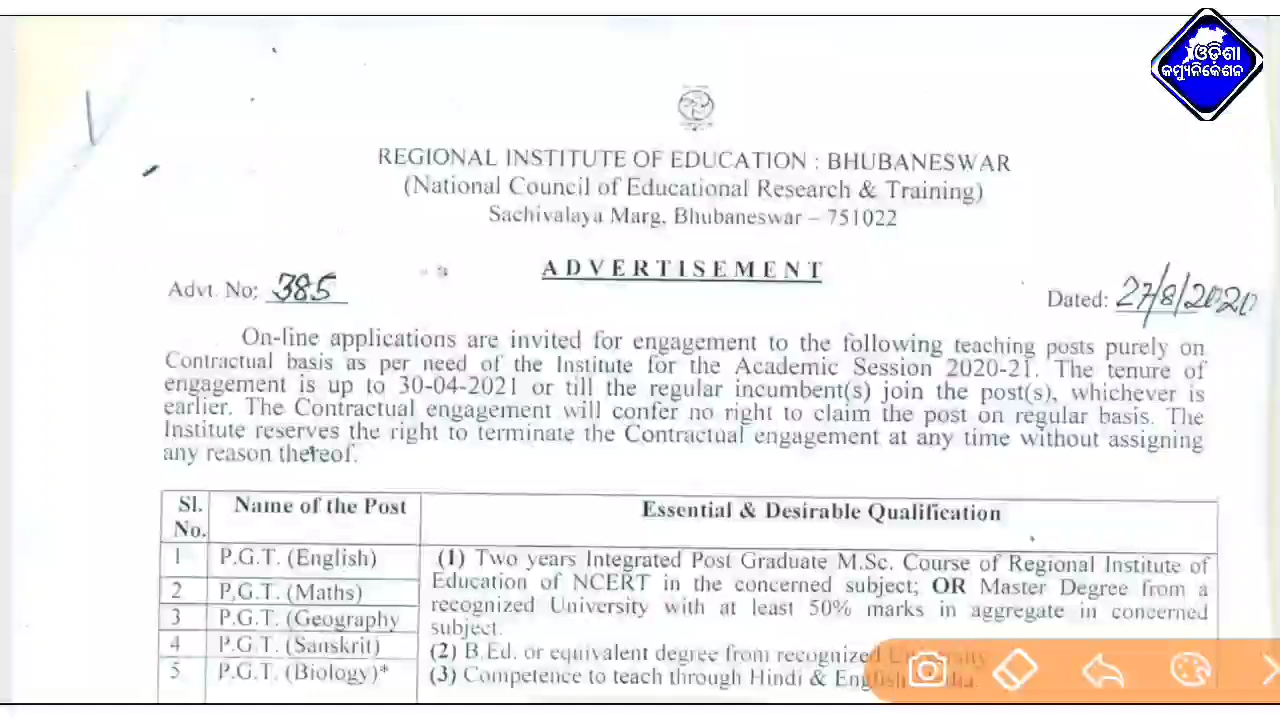 ଓଡ଼ିଶା
କମ୍ୟୁନିକେଶନ
REGIONAL INSTITUTE OF EDUCATION : BHUBANESWAR
(National Council of Educational Research & Training)
Sachivalaya Marg, Bhubaneswar – 751022
ADVERTISEMENT
Advt. No: 385
Dated: 27/8/2020
On-line applications are invited for engagement to the following teaching posts purely on
Contractual basis as per need of the Institute for the Academic Session 2020-21. The tenure of
engagement is up to 30-04-2021 or till the regular incumbent(s) join the post(s), whichever is
earlier. The Contractual engagement will confer no right to claim the post on regular basis. The
Institute reserves the right to terminate the Contractual engagement at any time without assigning
any reason thereof.
Sl. No. Name of the Post Essential & Desirable Qualification
1 P.G.T. (English)
2 P.G.T. (Maths)
3 P.G.T. (Geography
4 P.G.T. (Sanskrit)
5 P.G.T. (Biology)*
(1) Two years Integrated Post Graduate M.Sc. Course of Regional Institute of
Education of NCERT in the concerned subject; OR Master Degree from a
recognized University with at least 50% marks in aggregate in concerned
subject.
(2) B.Ed. or equivalent degree from recognized University
(3) Competence to teach through Hindi & English